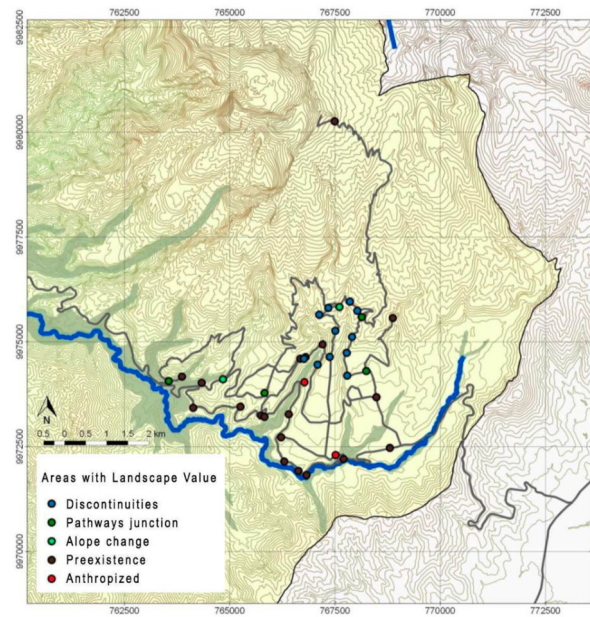 762500 765000 767500 770000 772500
9982500
9980000
9977500
9975000
9972500
9970000
N
0.5 0 0.5 1 1.5 2 km
Areas with Landscape Value
Discontinuities
Pathways junction
Alope change
Preexistence
Anthropized
762500 765000 767500 770000 772500